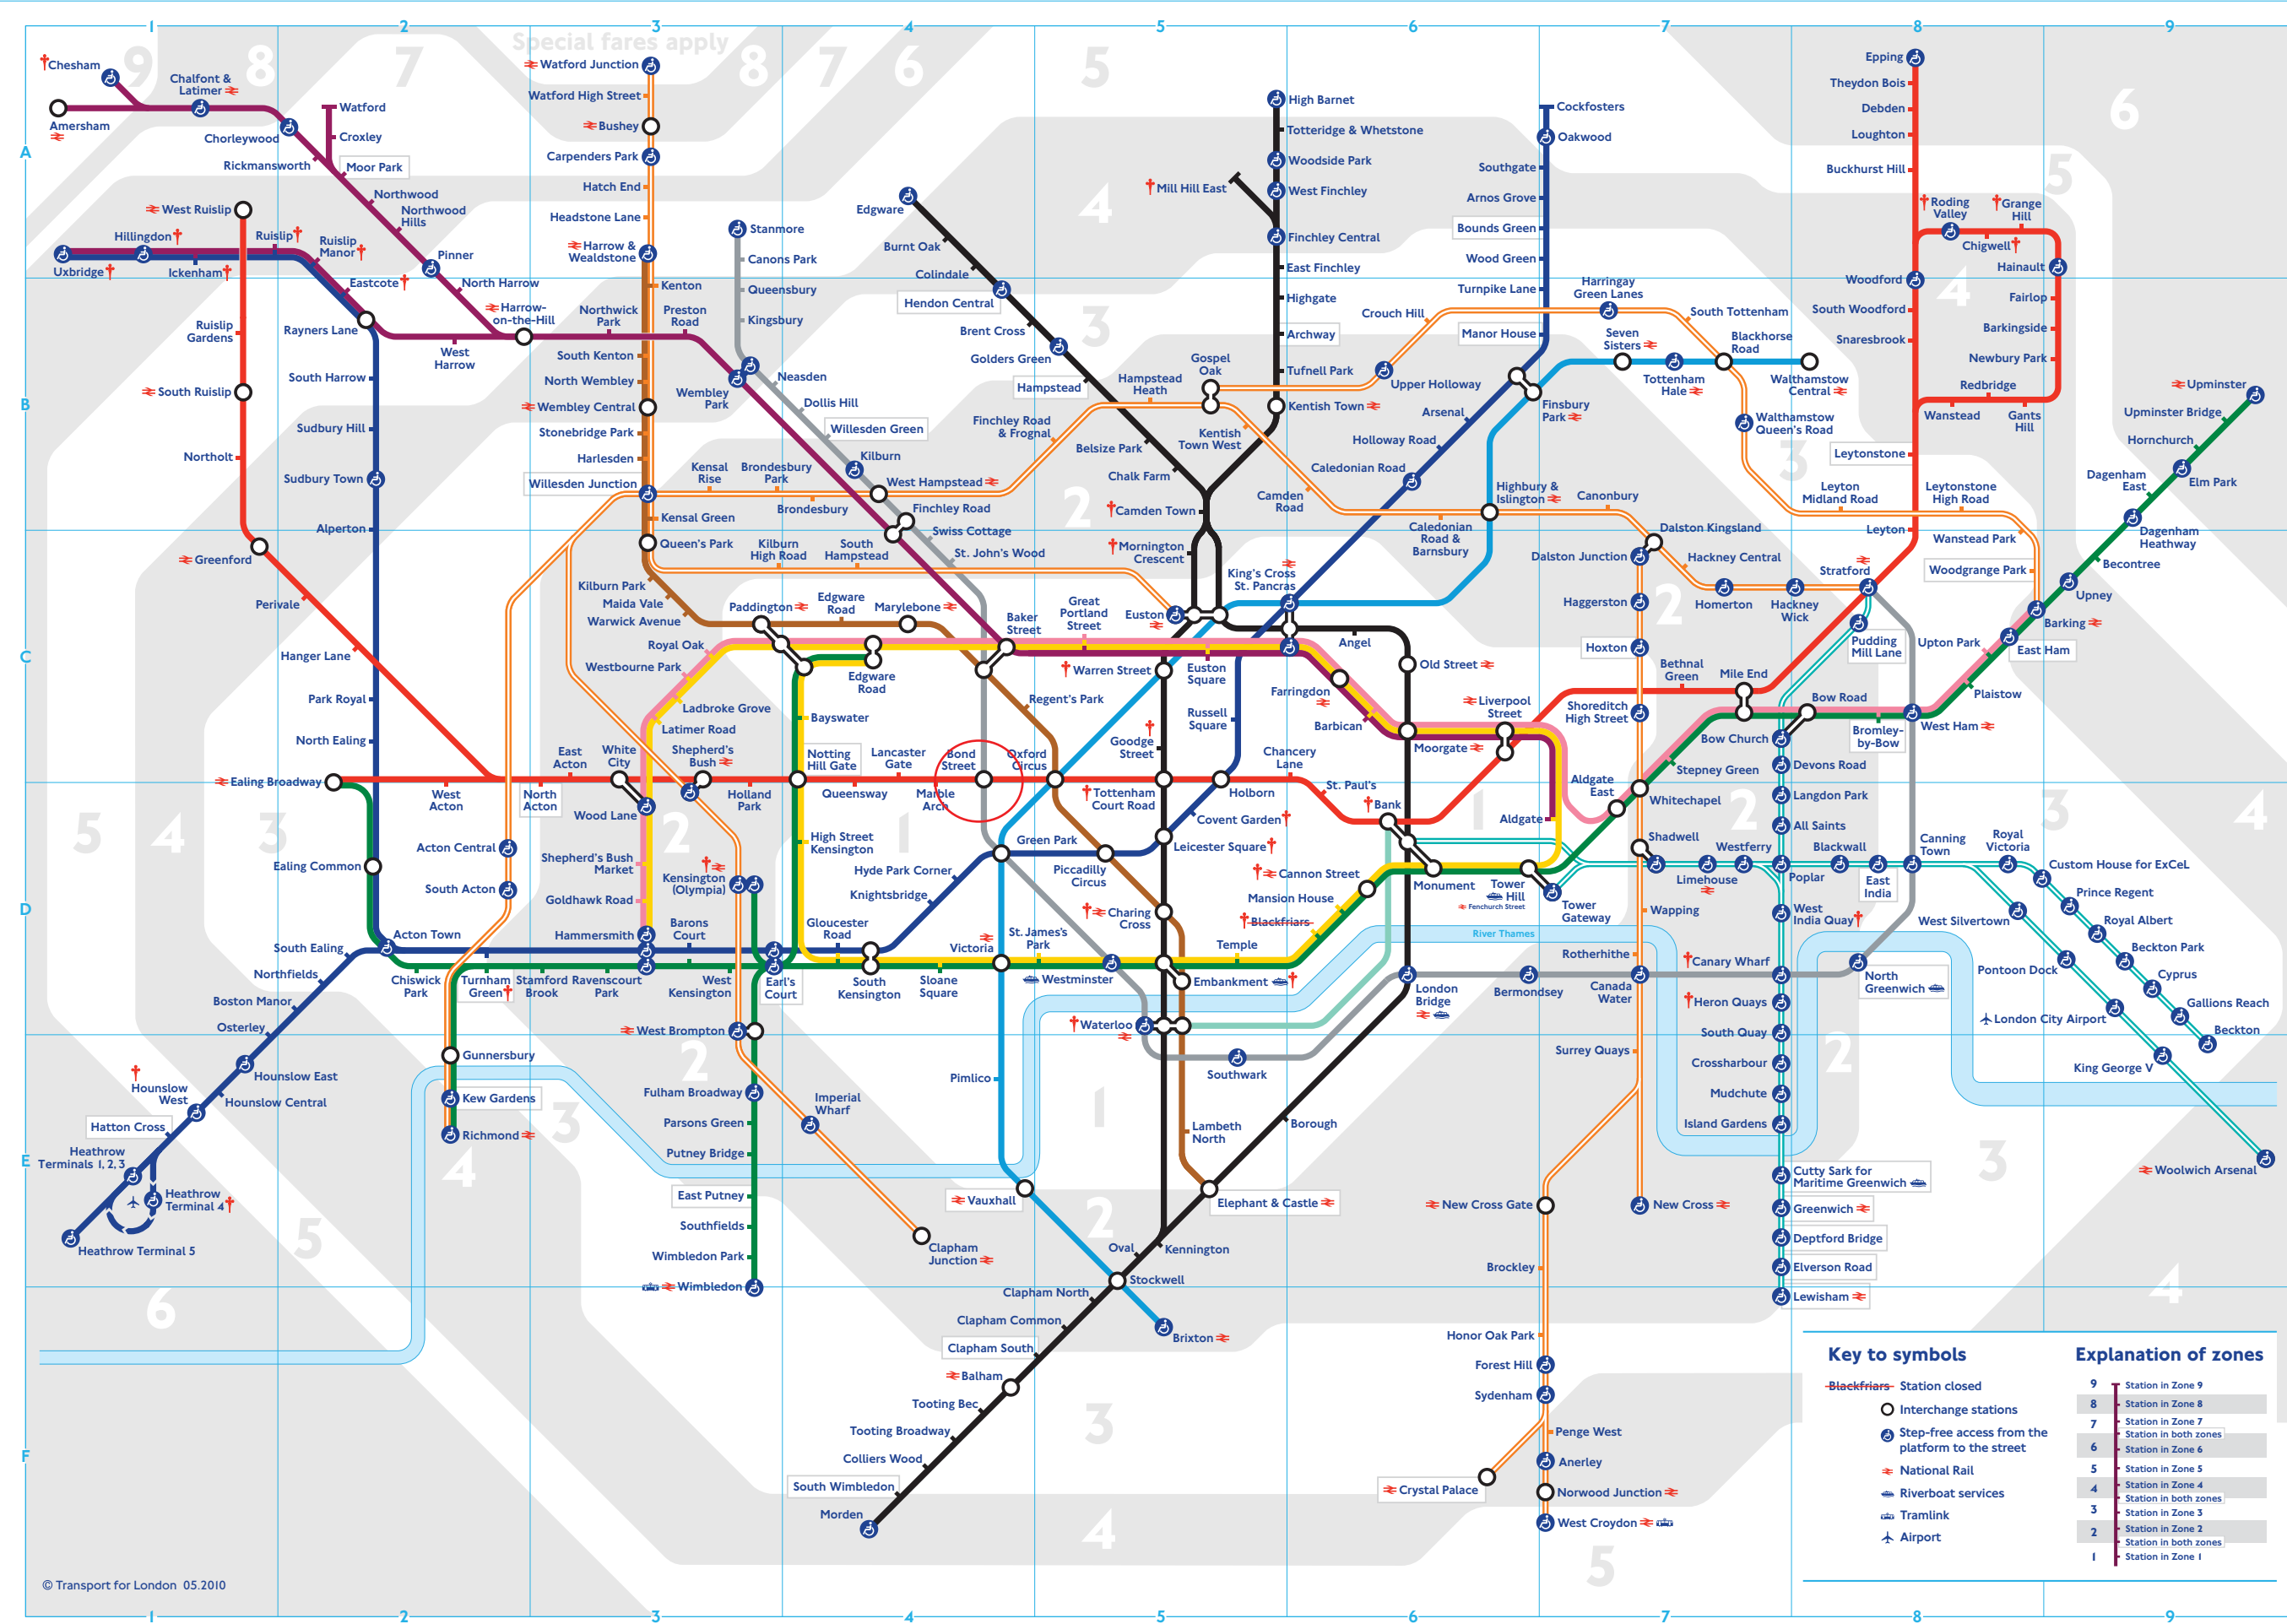 1 2 3 4 5 6 7 8 9
Special fares apply
9 8 7 8 7 6 5 6
A
†Chesham
Chalfont &
Latimer
Amersham
Chorleywood
Rickmansworth
Watford
Croxley
Moor Park
Northwood
Northwood
Hills
Pinner
North Harrow
Harrow-
on-the-Hill
West Ruislip
Hillingdon†
Uxbridge†
Ickenham†
Ruislip†
Ruislip
Manor†
Eastcote†
Rayners Lane
West
Harrow
Northwick
Park
Preston
Road
Ruislip
Gardens
South Ruislip
Northolt
Greenford
Perivale
Hanger Lane
South Harrow
Sudbury Hill
Sudbury Town
Alperton
Park Royal
North Ealing
Watford Junction
Watford High Street
Bushey
Carpenders Park
Hatch End
Headstone Lane
Harrow &
Wealdstone
Kenton
South Kenton
North Wembley
Wembley Central
Stonebridge Park
Harlesden
Willesden Junction
Kensal Green
Queen's Park
Kilburn Park
Maida Vale
Warwick Avenue
Stanmore
Canons Park
Queensbury
Kingsbury
Wembley
Park
Neasden
Dollis Hill
Willesden Green
Kilburn
West Hampstead
Finchley Road
Swiss Cottage
St. John's Wood
Kensal
Rise
Brondesbury
Park
Brondesbury
Kilburn
High Road
South
Hampstead
Edgware
Burnt Oak
Colindale
Hendon Central
Brent Cross
Golders Green
Hampstead
Belsize Park
Chalk Farm
†Camden Town
†Mornington
Crescent
Finchley Road
& Frognal
Hampstead
Heath
Gospel
Oak
Kentish
Town West
Camden
Road
High Barnet
Totteridge & Whetstone
Woodside Park
†Mill Hill East
West Finchley
Finchley Central
East Finchley
Highgate
Archway
Tufnell Park
Kentish Town
Cockfosters
Oakwood
Southgate
Arnos Grove
Bounds Green
Wood Green
Turnpike Lane
Manor House
Finsbury
Park
Arsenal
Holloway Road
Caledonian Road
Crouch Hill
Upper Holloway
Harringay
Green Lanes
South Tottenham
Seven
Sisters
Blackhorse
Road
Tottenham
Hale
Walthamstow
Central
Walthamstow
Queen's Road
Leyton
Midland Road
Leytonstone
High Road
Wanstead Park
Woodgrange Park
Highbury &
Islington
Canonbury
Caledonian
Road &
Barnsbury
Dalston Kingsland
Dalston Junction
Hackney Central
Homerton
Hackney
Wick
Stratford
Epping
Theydon Bois
Debden
Loughton
Buckhurst Hill
†Roding
Valley
†Grange
Hill
Chigwell†
Hainault
Woodford
South Woodford
Snaresbrook
Fairlop
Barkingside
Newbury Park
Redbridge
Wanstead
Gants
Hill
Leytonstone
Leyton
Upminster
Upminster Bridge
Hornchurch
Elm Park
Dagenham
East
Dagenham
Heathway
Becontree
Upney
Barking
East Ham
Upton Park
Plaistow
West Ham
B
C
Paddington
Edgware
Road
Marylebone
Baker
Street
Great
Portland
Street
Euston
King's Cross
St. Pancras
Angel
Old Street
Royal Oak
Westbourne Park
Ladbroke Grove
Latimer Road
Edgware
Road
Bayswater
Regent's Park
†Warren Street
Euston
Square
Russell
Square
†
Goodge
Street
Farringdon
Barbican
Moorgate
Liverpool
Street
Haggerston
Hoxton
Shoreditch
High Street
Bethnal
Green
Mile End
Bow Road
Bow Church
Bromley-
by-Bow
Pudding
Mill Lane
Stepney Green
Devons Road
Langdon Park
All Saints
Aldgate
East
Whitechapel
Aldgate
Ealing Broadway
West
Acton
East
Acton
North
Acton
White
City
Wood Lane
Shepherd's
Bush
Holland
Park
Notting
Hill Gate
Queensway
Lancaster
Gate
Marble
Arch
Bond
Street
Oxford
Circus
†Tottenham
Court Road
Holborn
Chancery
Lane
St. Paul's
†Bank
D
Ealing Common
Acton Central
South Acton
Shepherd's Bush
Market
Goldhawk Road
Hammersmith
†
Kensington
(Olympia)
High Street
Kensington
Barons
Court
Gloucester
Road
Hyde Park Corner
Knightsbridge
Green Park
Piccadilly
Circus
Leicester Square†
Covent Garden†
†Charing
Cross
†Cannon Street
Mansion House
†Blackfriars
Temple
Monument
Tower
Hill
Fenchurch Street
Tower
Gateway
River Thames
Shadwell
Limehouse
Westferry
Poplar
Blackwall
East
India
Canning
Town
Royal
Victoria
Custom House for ExCeL
Prince Regent
Royal Albert
Beckton Park
Cyprus
Gallions Reach
Beckton
West Silvertown
Pontoon Dock
London City Airport
King George V
Woolwich Arsenal
Wapping
Rotherhithe
Canada
Water
West
India Quay†
†Canary Wharf
†Heron Quays
South Quay
Crossharbour
Mudchute
Island Gardens
Cutty Sark for
Maritime Greenwich
Greenwich
Deptford Bridge
Elverson Road
Lewisham
North
Greenwich
Bermondsey
London
Bridge
Southwark
†Waterloo
Embankment†
Westminster
St. James's
Park
Victoria
Sloane
Square
South
Kensington
Earl's
Court
West
Kensington
West Brompton
Acton Town
South Ealing
Northfields
Boston Manor
Osterley
Hounslow East
Hounslow Central
†
Hounslow
West
Hatton Cross
Heathrow
Terminals 1, 2, 3
Heathrow
Terminal 4†
Heathrow Terminal 5
Chiswick
Park
Turnham
Green†
Stamford
Brook
Ravenscourt
Park
Gunnersbury
Kew Gardens
Richmond
E
Fulham Broadway
Parsons Green
Putney Bridge
East Putney
Southfields
Wimbledon Park
Wimbledon
Imperial
Wharf
Clapham
Junction
Pimlico
Vauxhall
Lambeth
North
Elephant & Castle
Borough
Kennington
Oval
Stockwell
Brixton
Clapham North
Clapham Common
Clapham South
Balham
Tooting Bec
Tooting Broadway
Colliers Wood
South Wimbledon
Morden
Surrey Quays
New Cross Gate
New Cross
Brockley
Honor Oak Park
Forest Hill
Sydenham
Penge West
Anerley
Crystal Palace
Norwood Junction
West Croydon
F
Key to symbols
Blackfriars Station closed
Interchange stations
Step-free access from the
platform to the street
National Rail
Riverboat services
Tramlink
Airport
Explanation of zones
9 Station in Zone 9
8 Station in Zone 8
7 Station in Zone 7
Station in both zones
6 Station in Zone 6
5 Station in Zone 5
4 Station in Zone 4
Station in both zones
3 Station in Zone 3
2 Station in Zone 2
Station in both zones
1 Station in Zone 1
© Transport for London 05.2010
1 2 3 4 5 6 7 8 9